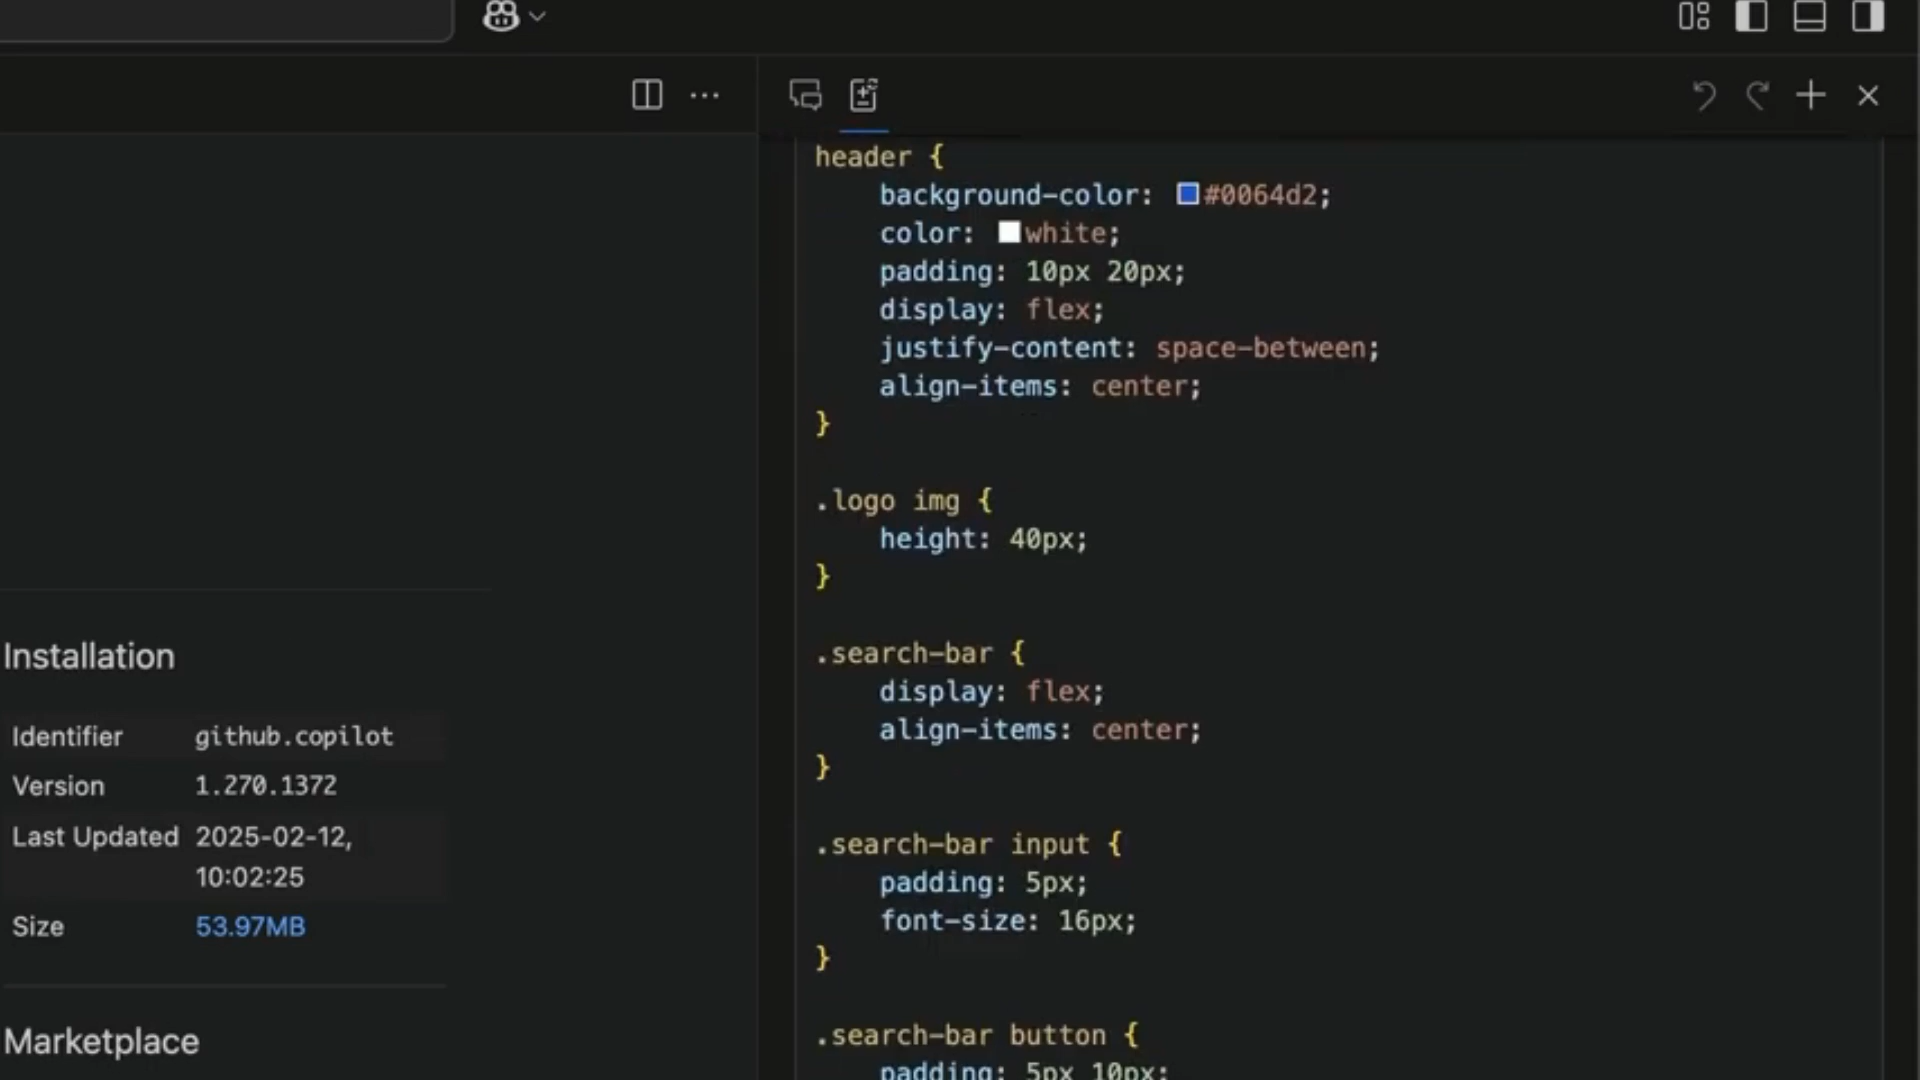 header {
    background-color: #0064d2;
    color: white;
    padding: 10px 20px;
    display: flex;
    justify-content: space-between;
    align-items: center;
}

.logo img {
    height: 40px;
}

.search-bar {
    display: flex;
    align-items: center;
}

.search-bar input {
    padding: 5px;
    font-size: 16px;
}

.search-bar button {
    padding: 5px 10px;
Installation
Identifier github.copilot
Version 1.270.1372
Last Updated 2025-02-12,
10:02:25
Size 53.97MB
Marketplace